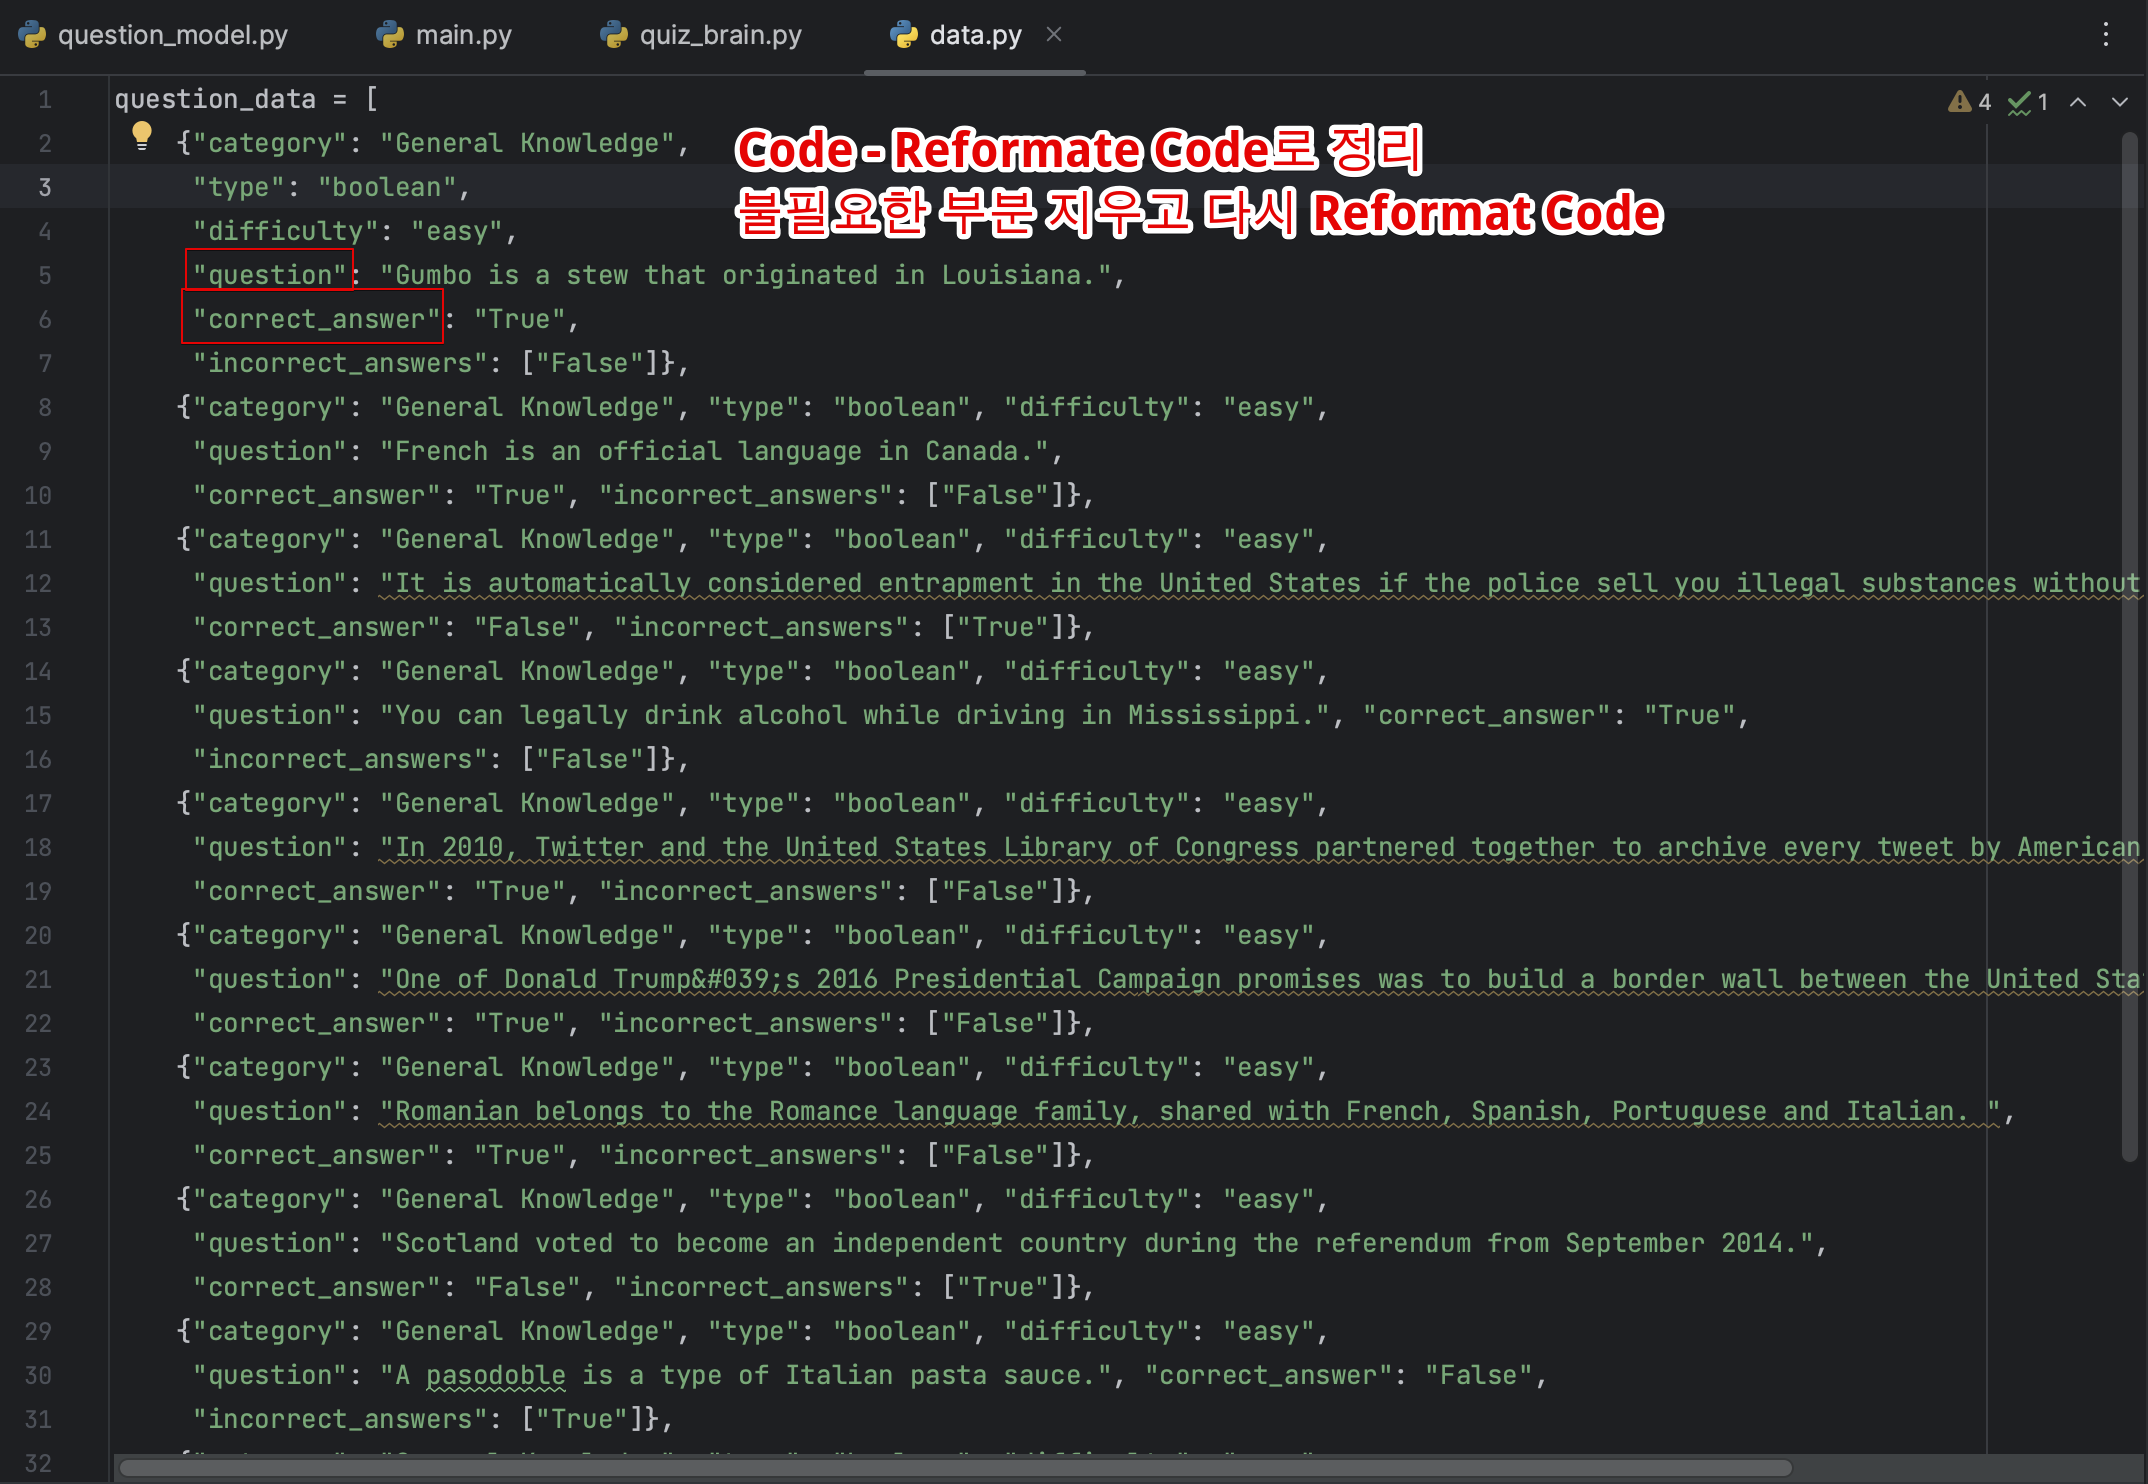 question_model.py main.py quiz_brain.py data.py
4 1
1 question_data = [
2 {"category": "General Knowledge",
Code - Reformate Code로 정리
3 "type": "boolean",
불필요한 부분 지우고 다시 Reformat Code
4 "difficulty": "easy",
5 "question": "Gumbo is a stew that originated in Louisiana.",
6 "correct_answer": "True",
7 "incorrect_answers": ["False"]},
8 {"category": "General Knowledge", "type": "boolean", "difficulty": "easy",
9 "question": "French is an official language in Canada.",
10 "correct_answer": "True", "incorrect_answers": ["False"]},
11 {"category": "General Knowledge", "type": "boolean", "difficulty": "easy",
12 "question": "It is automatically considered entrapment in the United States if the police sell you illegal substances without
13 "correct_answer": "False", "incorrect_answers": ["True"]},
14 {"category": "General Knowledge", "type": "boolean", "difficulty": "easy",
15 "question": "You can legally drink alcohol while driving in Mississippi.", "correct_answer": "True",
16 "incorrect_answers": ["False"]},
17 {"category": "General Knowledge", "type": "boolean", "difficulty": "easy",
18 "question": "In 2010, Twitter and the United States Library of Congress partnered together to archive every tweet by American
19 "correct_answer": "True", "incorrect_answers": ["False"]},
20 {"category": "General Knowledge", "type": "boolean", "difficulty": "easy",
21 "question": "One of Donald Trump&#039;s 2016 Presidential Campaign promises was to build a border wall between the United Sta
22 "correct_answer": "True", "incorrect_answers": ["False"]},
23 {"category": "General Knowledge", "type": "boolean", "difficulty": "easy",
24 "question": "Romanian belongs to the Romance language family, shared with French, Spanish, Portuguese and Italian. ",
25 "correct_answer": "True", "incorrect_answers": ["False"]},
26 {"category": "General Knowledge", "type": "boolean", "difficulty": "easy",
27 "question": "Scotland voted to become an independent country during the referendum from September 2014.",
28 "correct_answer": "False", "incorrect_answers": ["True"]},
29 {"category": "General Knowledge", "type": "boolean", "difficulty": "easy",
30 "question": "A pasodoble is a type of Italian pasta sauce.", "correct_answer": "False",
31 "incorrect_answers": ["True"]},
32